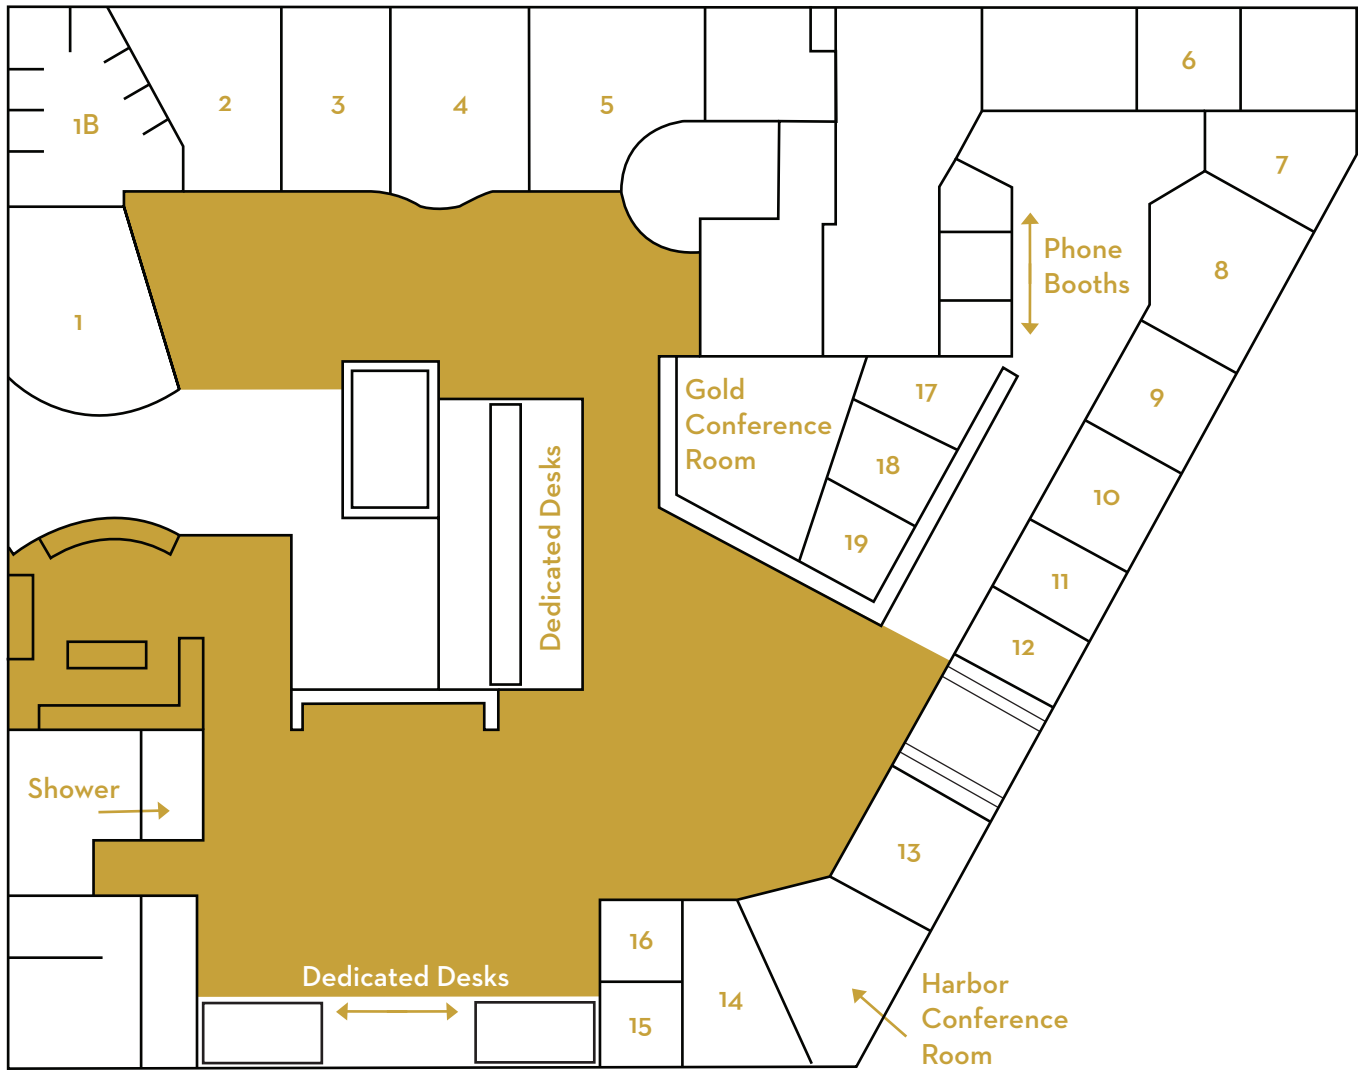 1B
2
3
4
5
6
7
1
8
Phone
Booths
9
Gold
Conference
Room
17
18
19
10
11
12
Dedicated Desks
Shower
13
16
Dedicated Desks
15
14
Harbor
Conference
Room